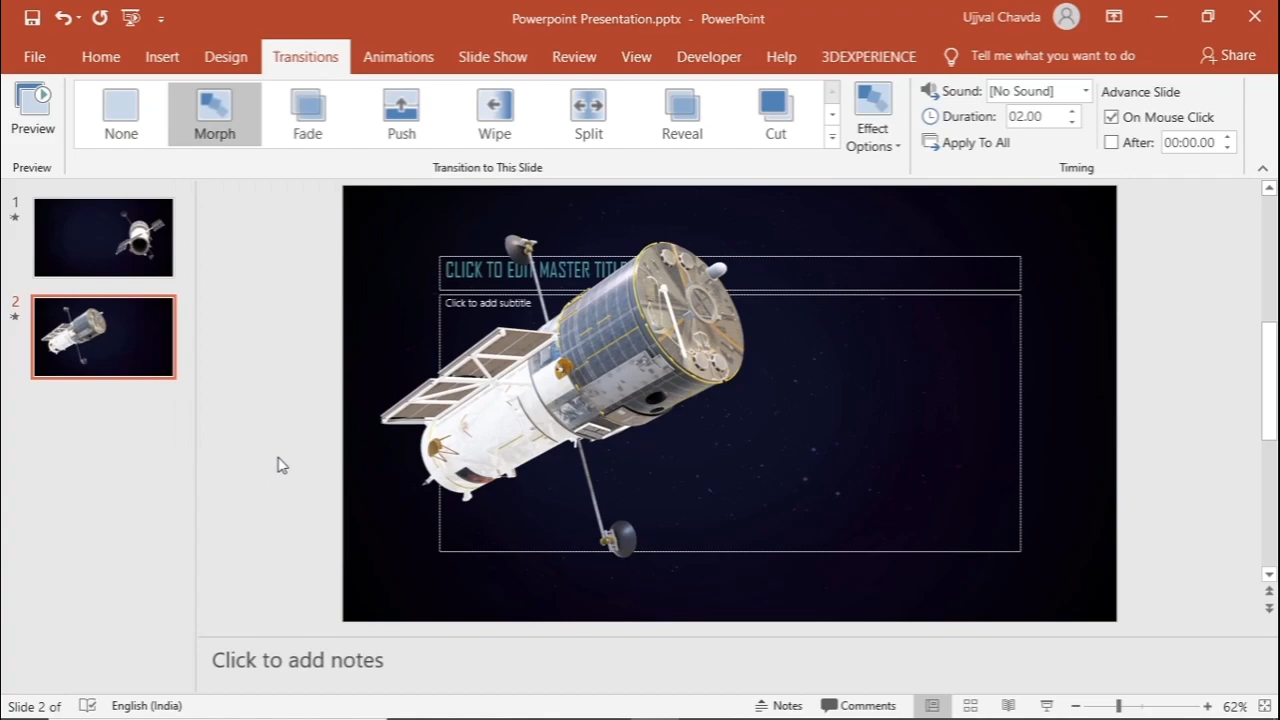 Powerpoint Presentation.pptx - PowerPoint
Ujjval Chavda
File Home Insert Design Transitions Animations Slide Show Review View Developer Help 3DEXPERIENCE Tell me what you want to do Share
Preview
Preview
None Morph Fade Push Wipe Split Reveal Cut
Transition to This Slide
Effect
Options
Sound: [No Sound]
Duration: 02.00
Apply To All
Advance Slide
On Mouse Click
After: 00:00.00
Timing
1
2
CLICK TO EDIT MASTER TITL
Click to add subtitle
Click to add notes
Slide 2 of English (India) Notes Comments 62%